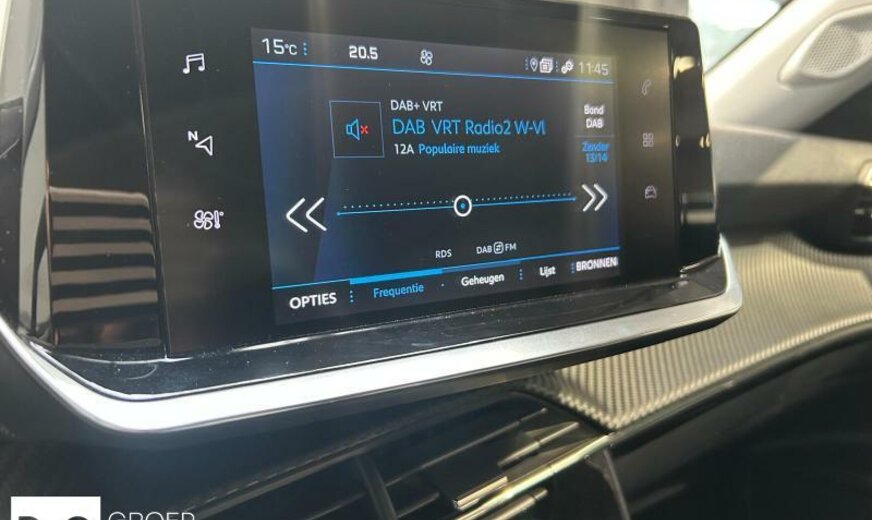 15°C 20.5 11:45
N
DAB+ VRT
DAB VRT Radio2 W-Vl
12A Populaire muziek
Band
DAB
Zender
13/14
RDS DAB FM
OPTIES Frequentie Geheugen Lijst BRONNEN
GROEP